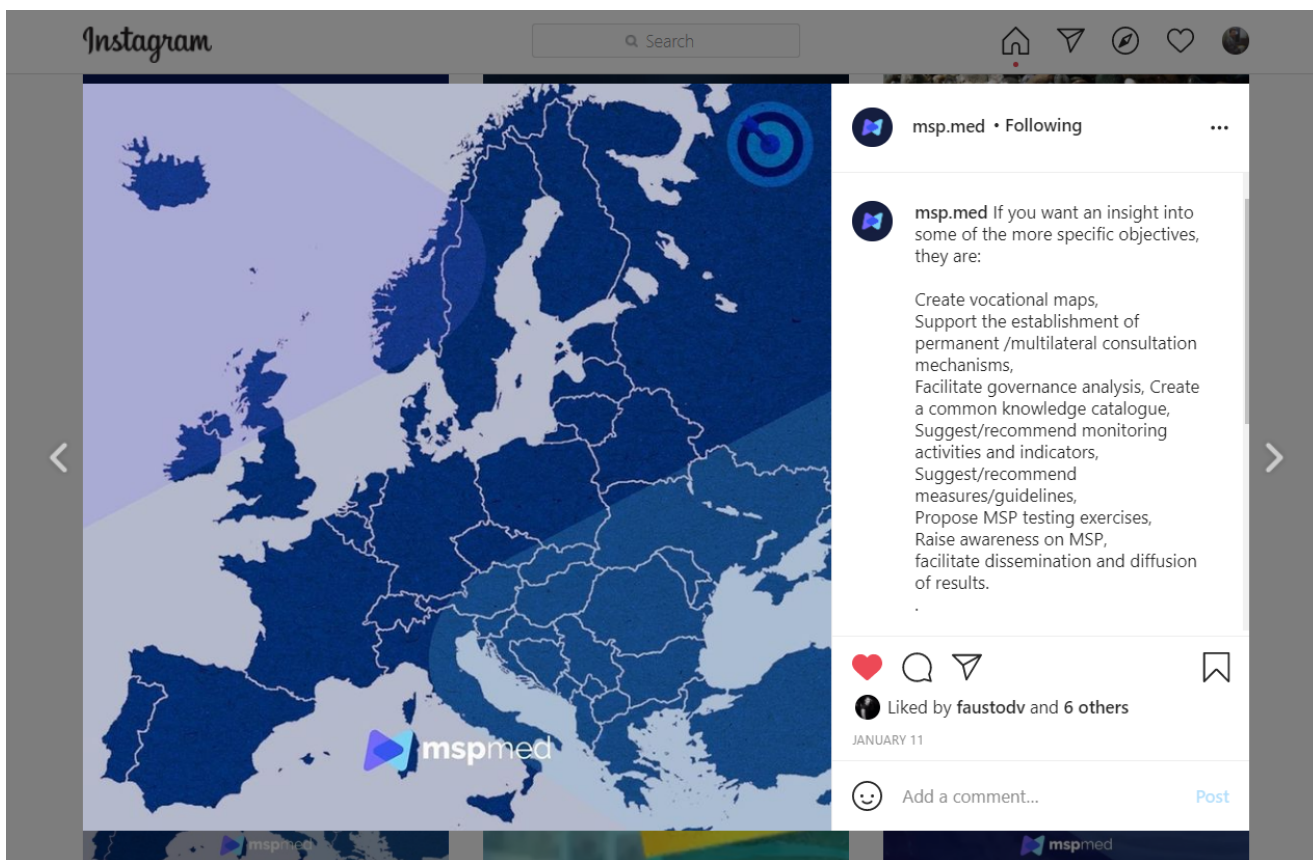 Instagram
Search
msp.med • Following
msp.med If you want an insight into
some of the more specific objectives,
they are:
Create vocational maps,
Support the establishment of
permanent /multilateral consultation
mechanisms,
Facilitate governance analysis, Create
a common knowledge catalogue,
Suggest/recommend monitoring
activities and indicators,
Suggest/recommend
measures/guidelines,
Propose MSP testing exercises,
Raise awareness on MSP,
facilitate dissemination and diffusion
of results.
.
mspmed
Liked by faustodv and 6 others
JANUARY 11
Add a comment...
Post
mspmed
mspmed